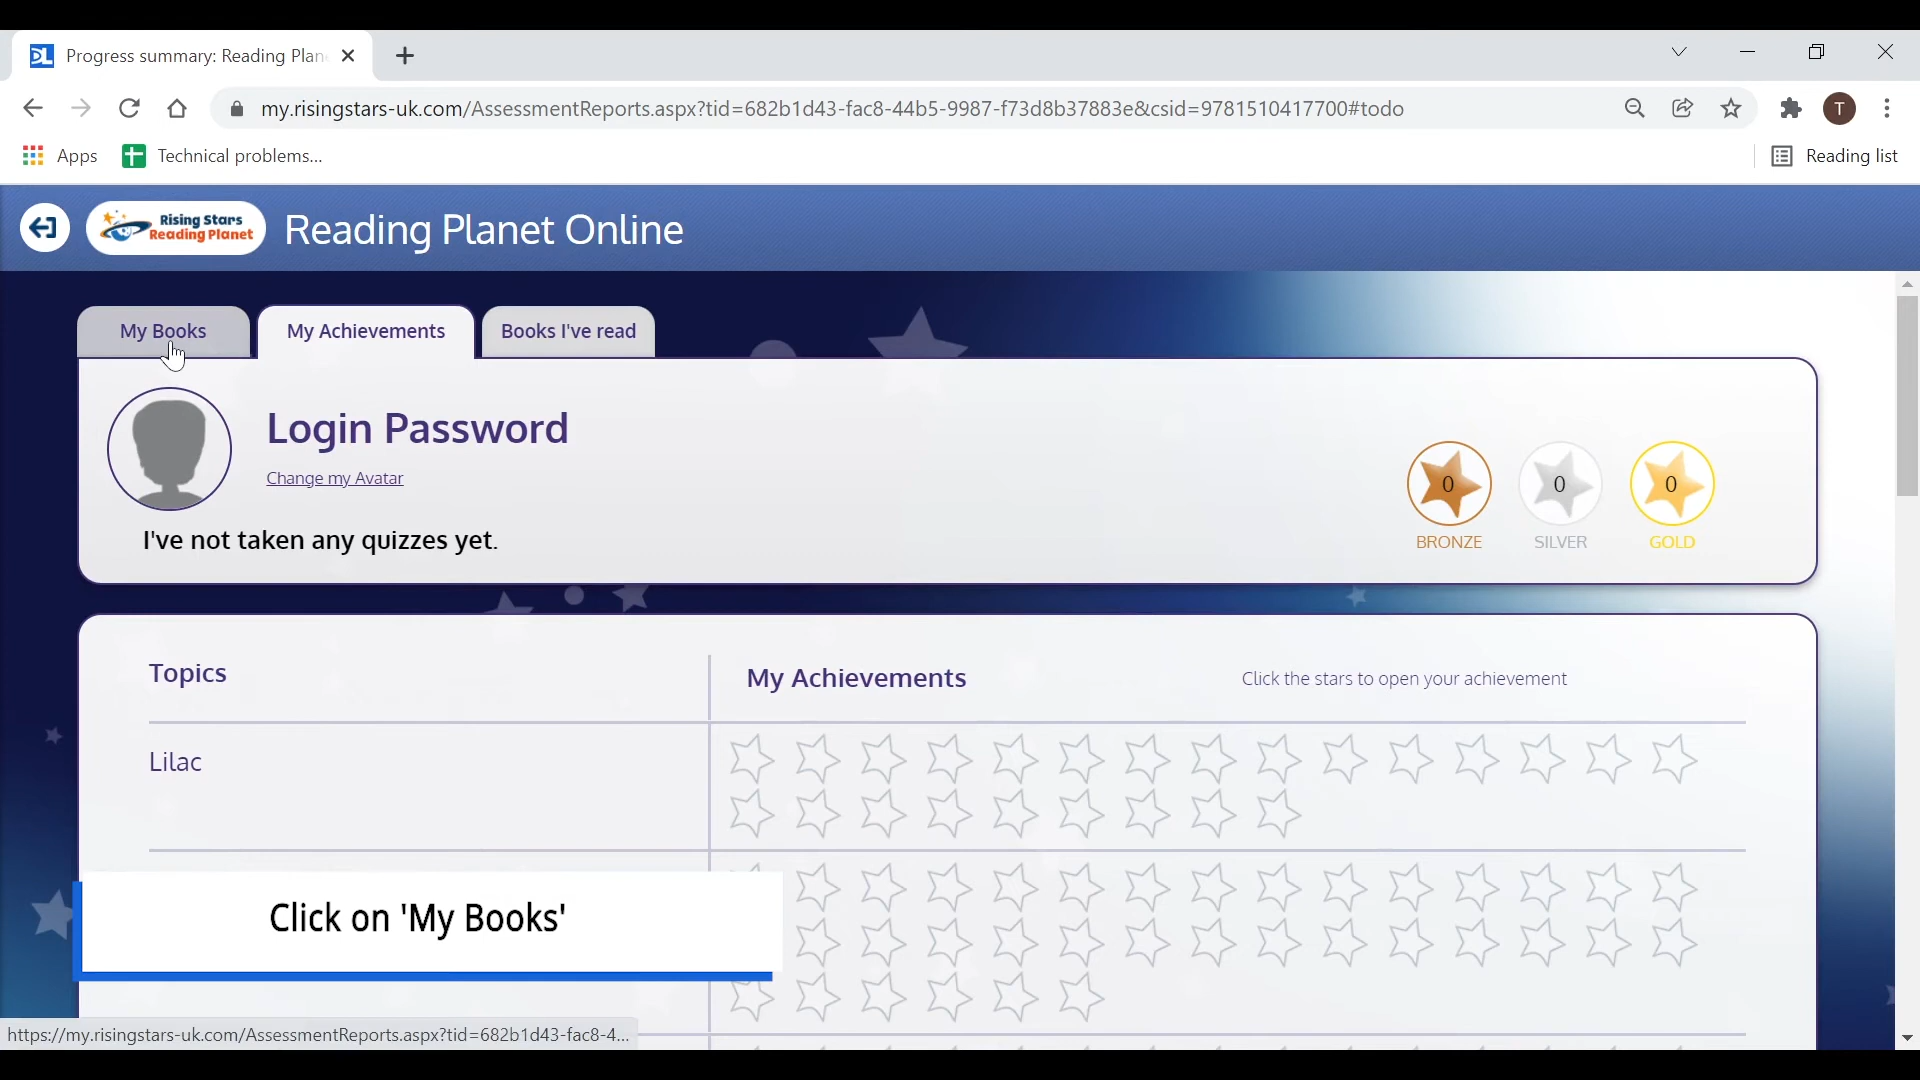 Progress summary: Reading Plan
my.risingstars-uk.com/AssessmentReports.aspx?tid=682b1d43-fac8-44b5-9987-f73d8b37883e&csid=9781510417700#todo
T
Apps
Technical problems...
Reading list
Rising Stars
Reading Planet
Reading Planet Online
My Books
My Achievements
Books I've read
Login Password
Change my Avatar
I've not taken any quizzes yet.
0
0
0
BRONZE
SILVER
GOLD
Topics
My Achievements
Click the stars to open your achievement
Lilac
Click on 'My Books'
https://my.risingstars-uk.com/AssessmentReports.aspx?tid=682b1d43-fac8-4...